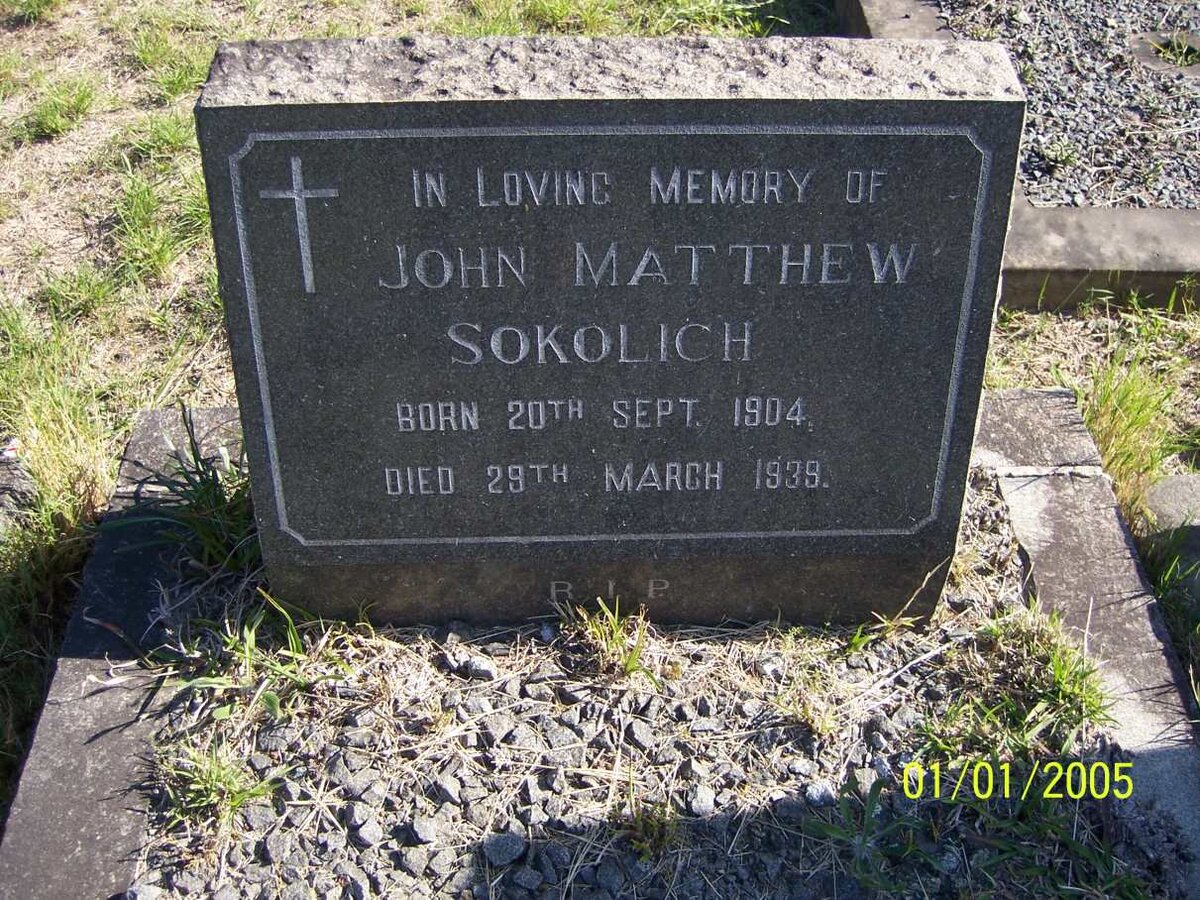 IN LOVING MEMORY OF
JOHN MATTHEW
SOKOLICH
BORN 20TH SEPT. 1904.
DIED 29TH MARCH 1939.
R.I.P
01/01/2005